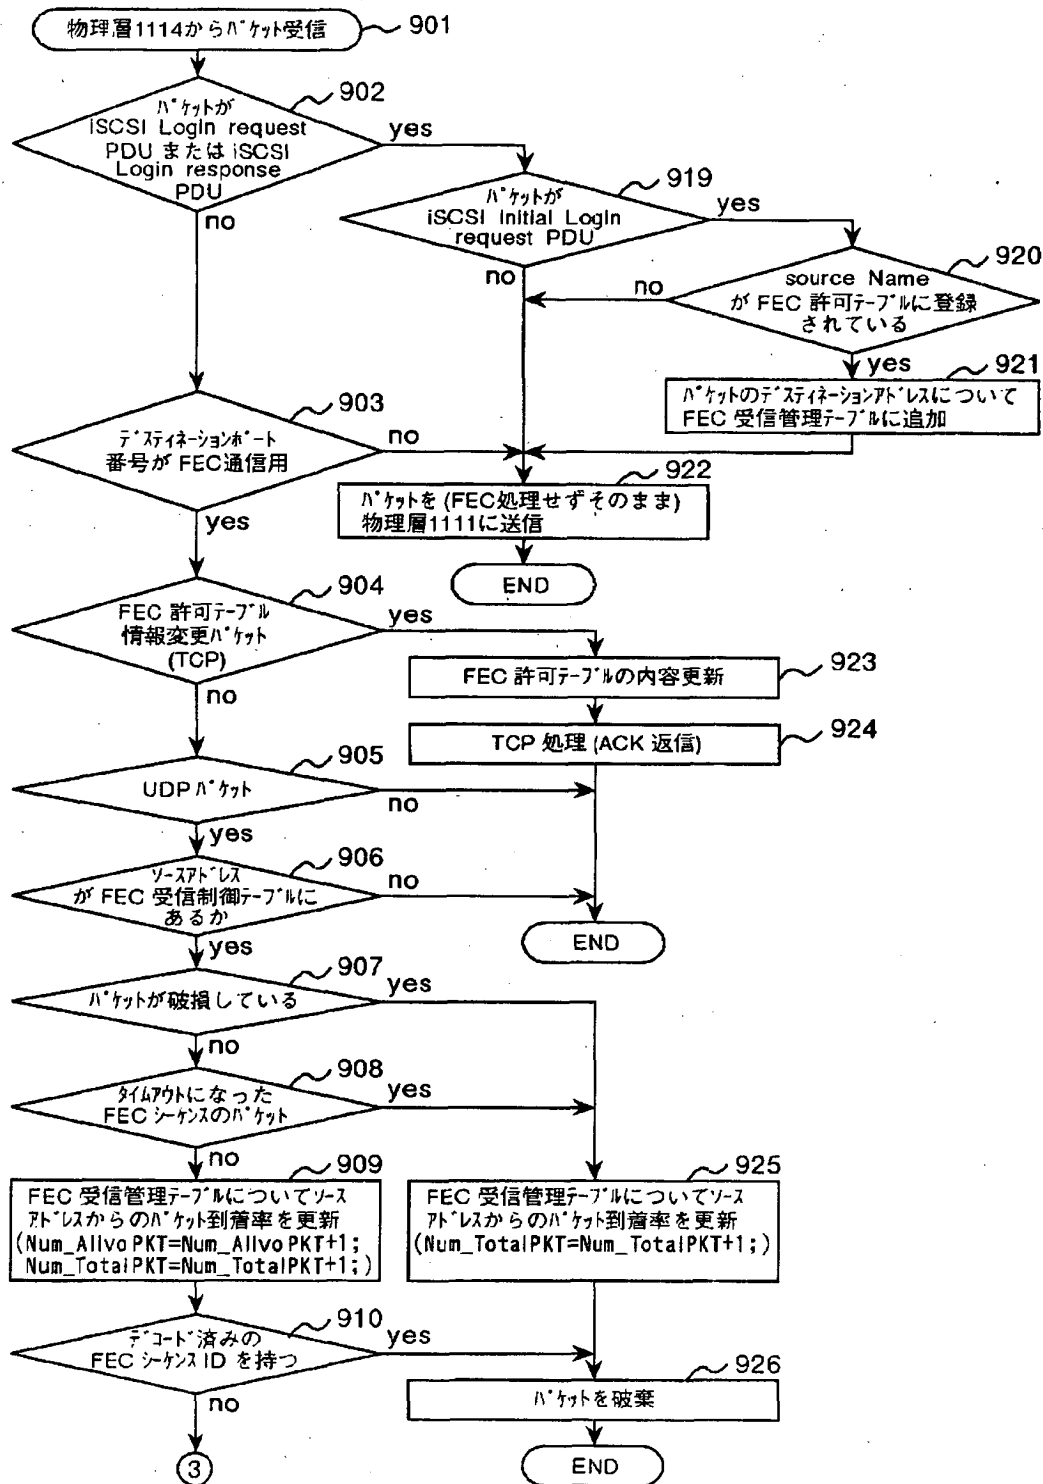 物理層1114からパケット受信
901
902
パケットが
iSCSI Login request
PDU または iSCSI
Login response
PDU
yes
no
919
パケットが
iSCSI Initial Login
request PDU
yes
no
920
source Name
が FEC 許可テーブルに登録
されている
no
yes
921
パケットのデスティネーションアドレスについて
FEC 受信管理テーブルに追加
903
デスティネーションポート
番号が FEC通信用
no
yes
922
パケットを (FEC処理せずそのまま)
物理層1111に送信
END
904
FEC 許可テーブル
情報変更パケット
(TCP)
yes
no
923
FEC 許可テーブルの内容更新
924
TCP 処理 (ACK 返信)
905
UDP パケット
no
yes
906
ソースアドレス
が FEC 受信制御テーブルに
あるか
no
yes
END
907
パケットが破損している
yes
no
908
タイムアウトになった
FEC シーケンスのパケット
yes
no
909
FEC 受信管理テーブルについてソース
アドレスからのパケット到着率を更新
(Num_AlivePKT=Num_AlivePKT+1;
Num_TotalPKT=Num_TotalPKT+1;)
925
FEC 受信管理テーブルについてソース
アドレスからのパケット到着率を更新
(Num_TotalPKT=Num_TotalPKT+1;)
910
デコード済みの
FEC シーケンス ID を持つ
yes
no
926
パケットを破棄
END
3